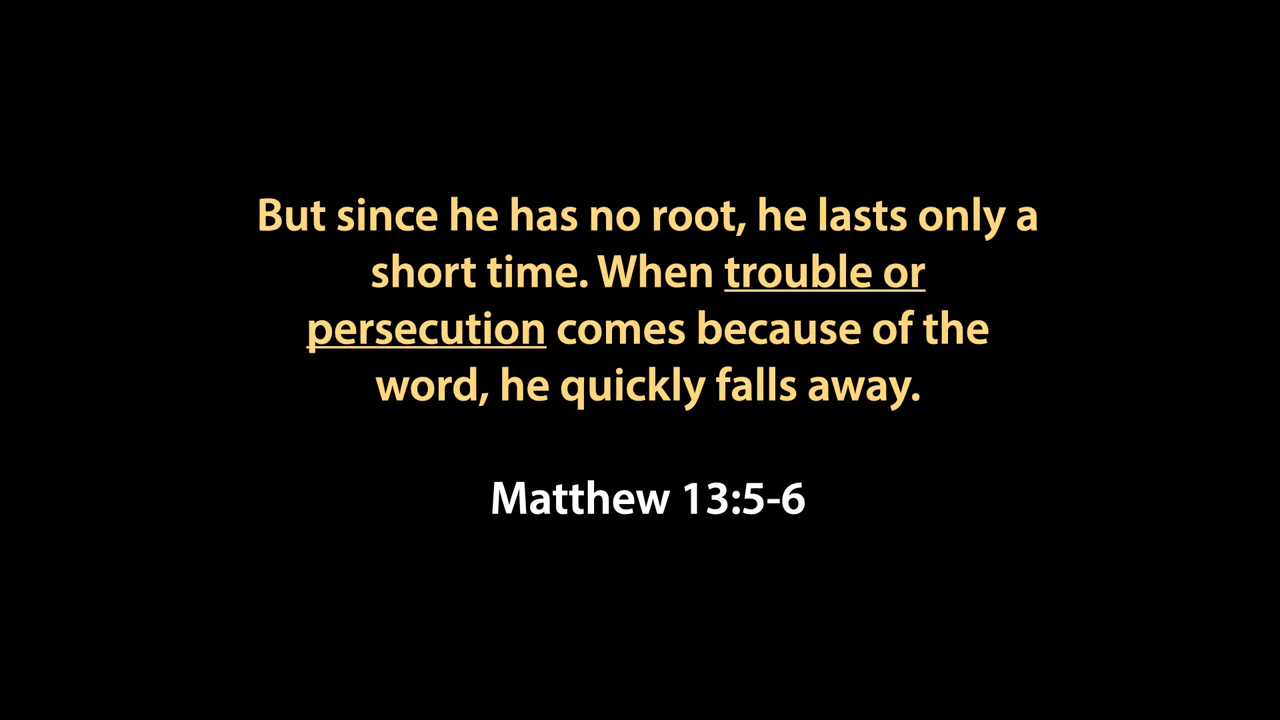 But since he has no root, he lasts only a
short time. When trouble or
persecution comes because of the
word, he quickly falls away.
Matthew 13:5-6